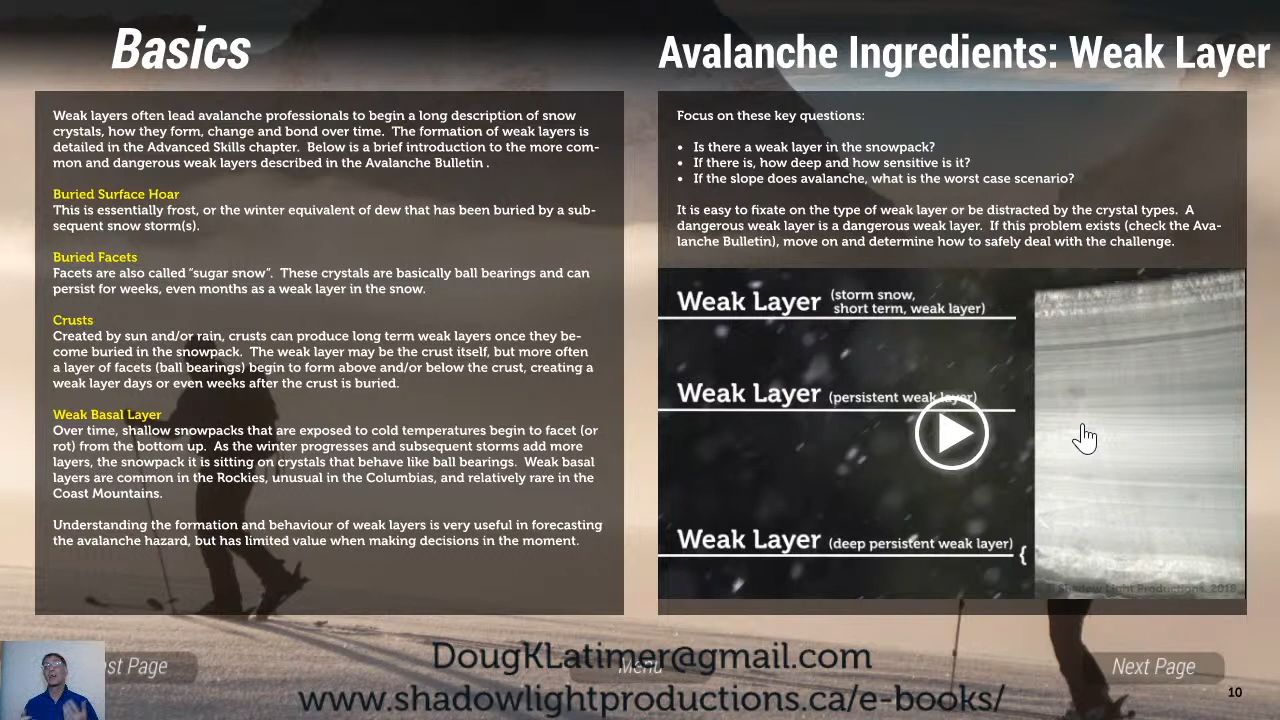 Basics
Avalanche Ingredients: Weak Layer
Weak layers often lead avalanche professionals to begin a long description of snow
crystals, how they form, change and bond over time. The formation of weak layers is
detailed in the Advanced Skills chapter. Below is a brief introduction to the more com-
mon and dangerous weak layers described in the Avalanche Bulletin .
Buried Surface Hoar
This is essentially frost, or the winter equivalent of dew that has been buried by a sub-
sequent snow storm(s).
Buried Facets
Facets are also called "sugar snow". These crystals are basically ball bearings and can
persist for weeks, even months as a weak layer in the snow.
Crusts
Created by sun and/or rain, crusts can produce long term weak layers once they be-
come buried in the snowpack. The weak layer may be the crust itself, but more often
a layer of facets (ball bearings) begin to form above and/or below the crust, creating a
weak layer days or even weeks after the crust is buried.
Weak Basal Layer
Over time, shallow snowpacks that are exposed to cold temperatures begin to facet (or
rot) from the bottom up. As the winter progresses and subsequent storms add more
layers, the snowpack it is sitting on crystals that behave like ball bearings. Weak basal
layers are common in the Rockies, unusual in the Columbias, and relatively rare in the
Coast Mountains.
Understanding the formation and behaviour of weak layers is very useful in forecasting
the avalanche hazard, but has limited value when making decisions in the moment.
Focus on these key questions:
• Is there a weak layer in the snowpack?
• If there is, how deep and how sensitive is it?
• If the slope does avalanche, what is the worst case scenario?
It is easy to fixate on the type of weak layer or be distracted by the crystal types. A
dangerous weak layer is a dangerous weak layer. If this problem exists (check the Ava-
lanche Bulletin), move on and determine how to safely deal with the challenge.
Weak Layer (storm snow,
short term, weak layer)
Weak Layer (persistent weak layer)
Weak Layer (deep persistent weak layer) {
Shadow Light Productions, 2018
ast Page
Menu
Next Page
DougKLatimer@gmail.com
www.shadowlightproductions.ca/e-books/
10